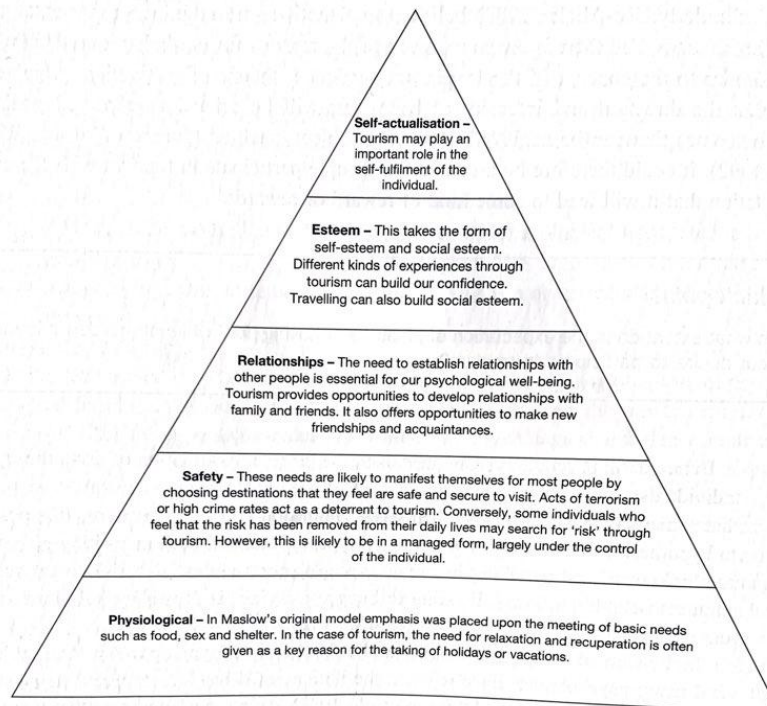 Self-actualisation –
Tourism may play an
important role in the
self-fulfilment of the
individual.
Esteem – This takes the form of
self-esteem and social esteem.
Different kinds of experiences through
tourism can build our confidence.
Travelling can also build social esteem.
Relationships – The need to establish relationships with
other people is essential for our psychological well-being.
Tourism provides opportunities to develop relationships with
family and friends. It also offers opportunities to make new
friendships and acquaintances.
Safety – These needs are likely to manifest themselves for most people by
choosing destinations that they feel are safe and secure to visit. Acts of terrorism
or high crime rates act as a deterrent to tourism. Conversely, some individuals who
feel that the risk has been removed from their daily lives may search for ‘risk’ through
tourism. However, this is likely to be in a managed form, largely under the control
of the individual.
Physiological – In Maslow's original model emphasis was placed upon the meeting of basic needs
such as food, sex and shelter. In the case of tourism, the need for relaxation and recuperation is often
given as a key reason for the taking of holidays or vacations.